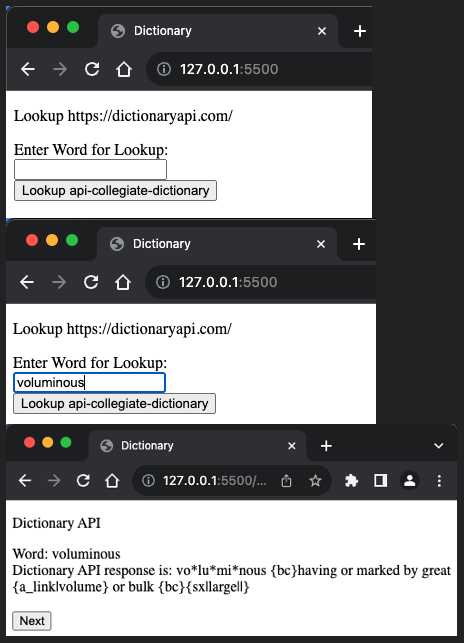 Dictionary
127.0.0.1:5500
Lookup https://dictionaryapi.com/
Enter Word for Lookup:
Lookup api-collegiate-dictionary
Dictionary
127.0.0.1:5500
Lookup https://dictionaryapi.com/
Enter Word for Lookup:
voluminous
Lookup api-collegiate-dictionary
Dictionary
127.0.0.1:5500/...
Dictionary API
Word: voluminous
Dictionary API response is: vo*lu*mi*nous {bc}having or marked by great
{a_link|volume} or bulk {bc}{sx|large||}
Next